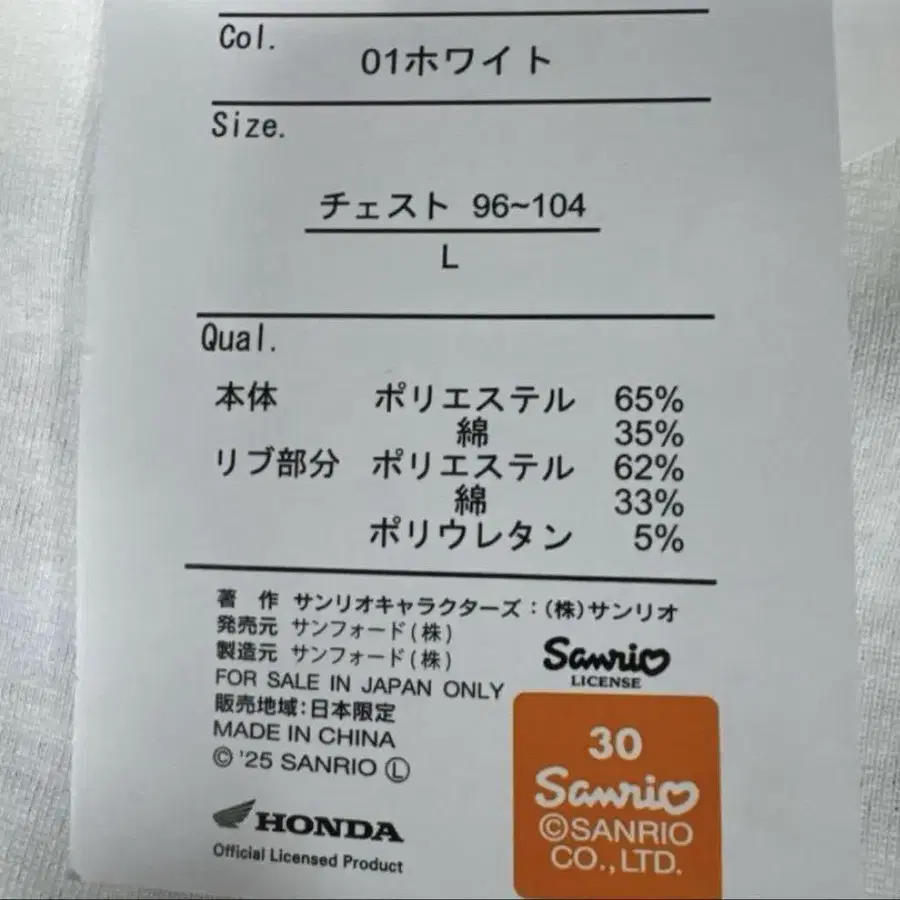 Col.
01ホワイト
Size.
チェスト 96~104
L
Qual.
本体 ポリエステル 65%
綿 35%
リブ部分 ポリエステル 62%
綿 33%
ポリウレタン 5%
著 作 サンリオキャラクターズ:(株)サンリオ
発売元 サンフォード(株)
製造元 サンフォード(株)
FOR SALE IN JAPAN ONLY
販売地域:日本限定
MADE IN CHINA
© '25 SANRIO Ⓛ
Sanrio
LICENSE
HONDA
Official Licensed Product
30
Sanrio
©SANRIO
CO.,LTD.